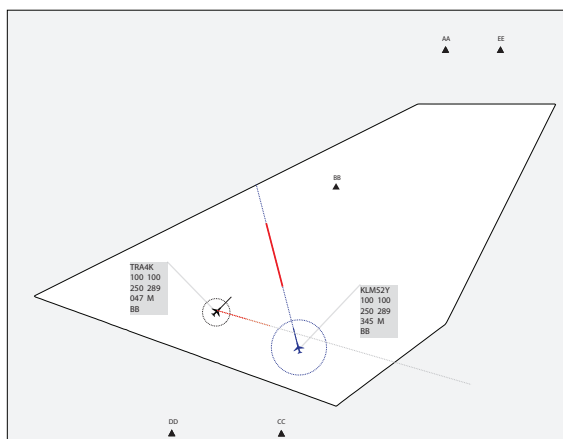 AA
EE
BB
TRA4K
100 100
250 289
047 M
BB
KLM52Y
100 100
250 289
345 M
BB
DD
CC